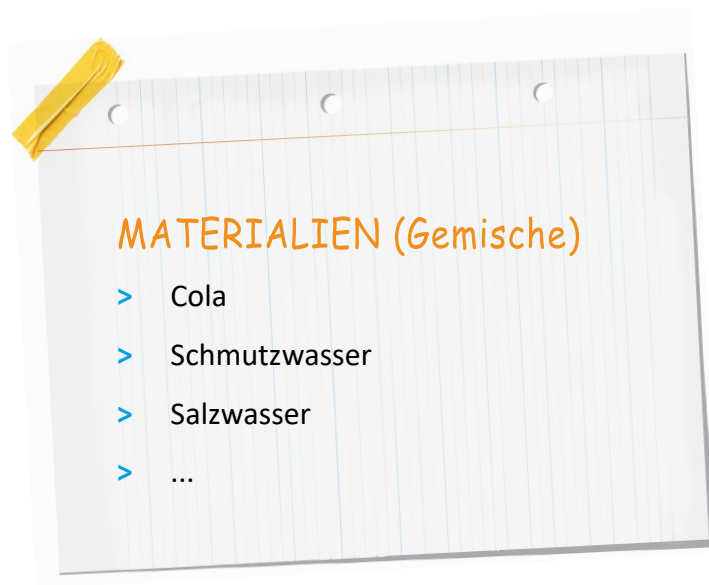 MATERIALIEN (Gemische)
> Cola
> Schmutzwasser
> Salzwasser
> ...